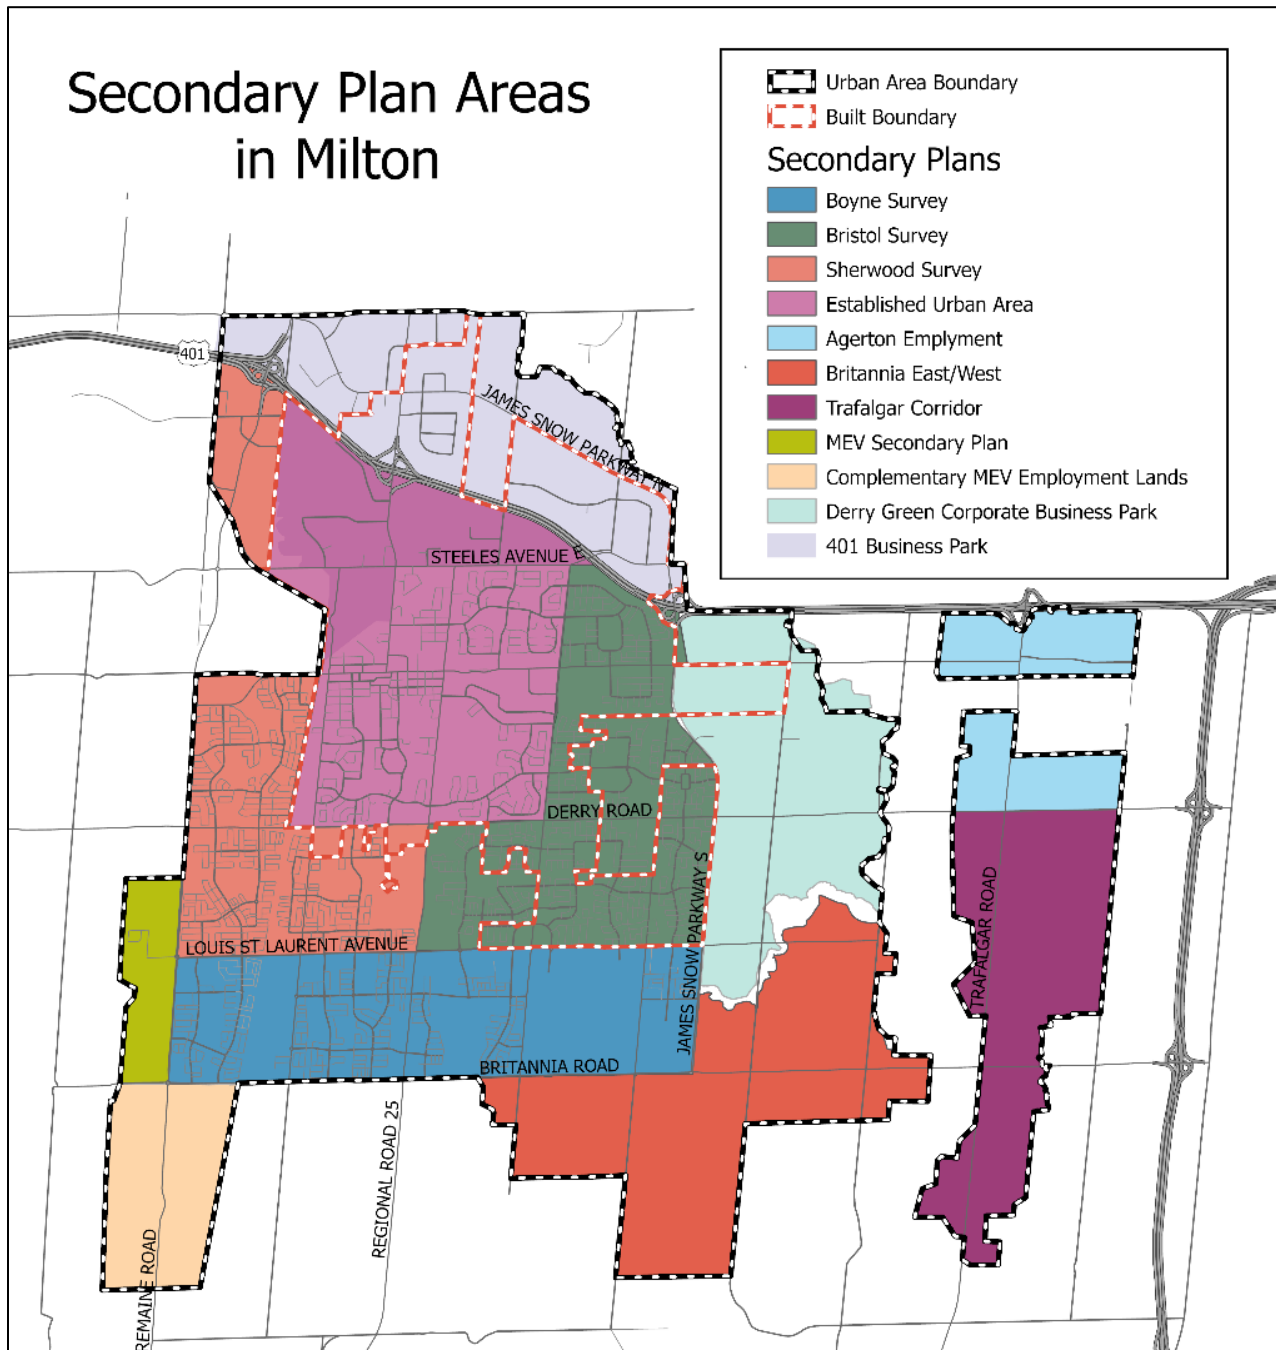 Secondary Plan Areas
in Milton
Urban Area Boundary
Built Boundary
Secondary Plans
Boyne Survey
Bristol Survey
Sherwood Survey
Established Urban Area
Agerton Emplyment
Britannia East/West
Trafalgar Corridor
MEV Secondary Plan
Complementary MEV Employment Lands
Derry Green Corporate Business Park
401 Business Park
401
JAMES SNOW PARKWAY N
STEELES AVENUE E
DERRY ROAD
JAMES SNOW PARKWAY S
TRAFALGAR ROAD
LOUIS ST LAURENT AVENUE
BRITANNIA ROAD
REGIONAL ROAD 25
REMAINE ROAD